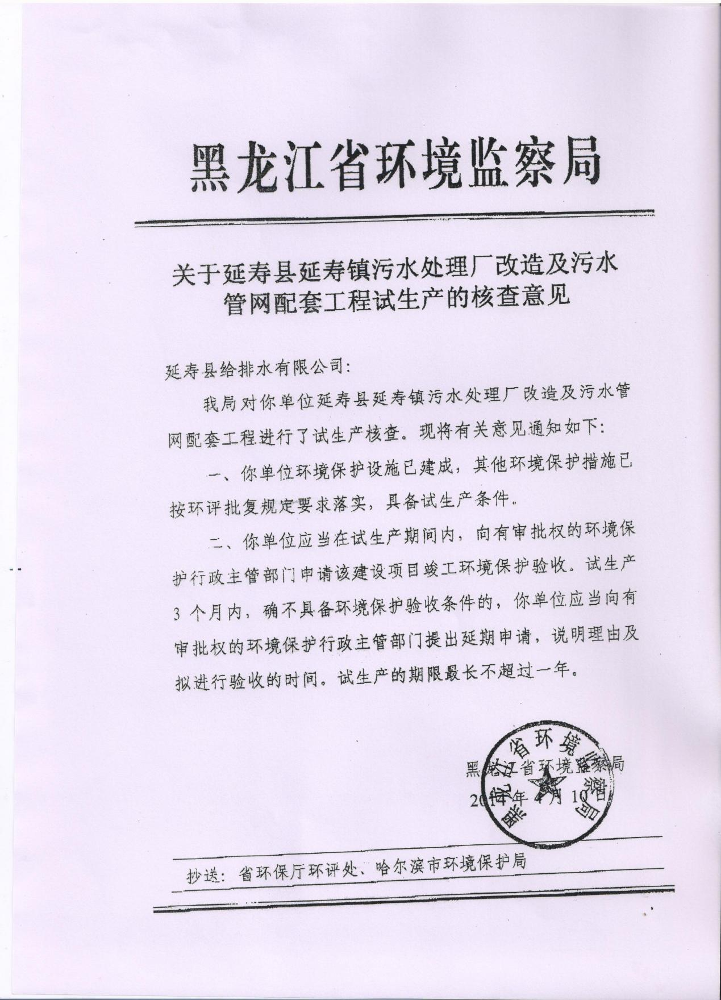 黑龙江省环境监察局
关于延寿县延寿镇污水处理厂改造及污水
管网配套工程试生产的核查意见
延寿县给排水有限公司：
我局对你单位延寿县延寿镇污水处理厂改造及污水管
网配套工程进行了试生产核查。现将有关意见通知如下：
一、你单位环境保护设施已建成，其他环境保护措施已
按环评批复规定要求落实，具备试生产条件。
二、你单位应当在试生产期间内，向有审批权的环境保
护行政主管部门申请该建设项目竣工环境保护验收。试生产
3 个月内，确不具备环境保护验收条件的，你单位应当向有
审批权的环境保护行政主管部门提出延期申请，说明理由及
拟进行验收的时间。试生产的期限最长不超过一年。
黑龙江省环境监察局
2014 年 4 月 10 日
黑龙江省环境监察局
抄送：省环保厅环评处、哈尔滨市环境保护局